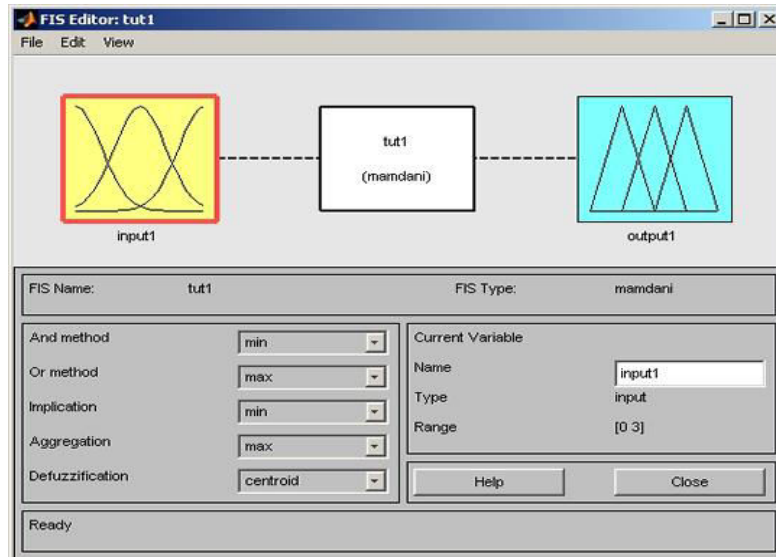 FIS Editor: tut1
File Edit View
tut1
(mamdani)
input1
output1
FIS Name: tut1 FIS Type: mamdani
And method min
Or method max
Implication min
Aggregation max
Defuzzification centroid
Current Variable
Name input1
Type input
Range [0 3]
Help Close
Ready